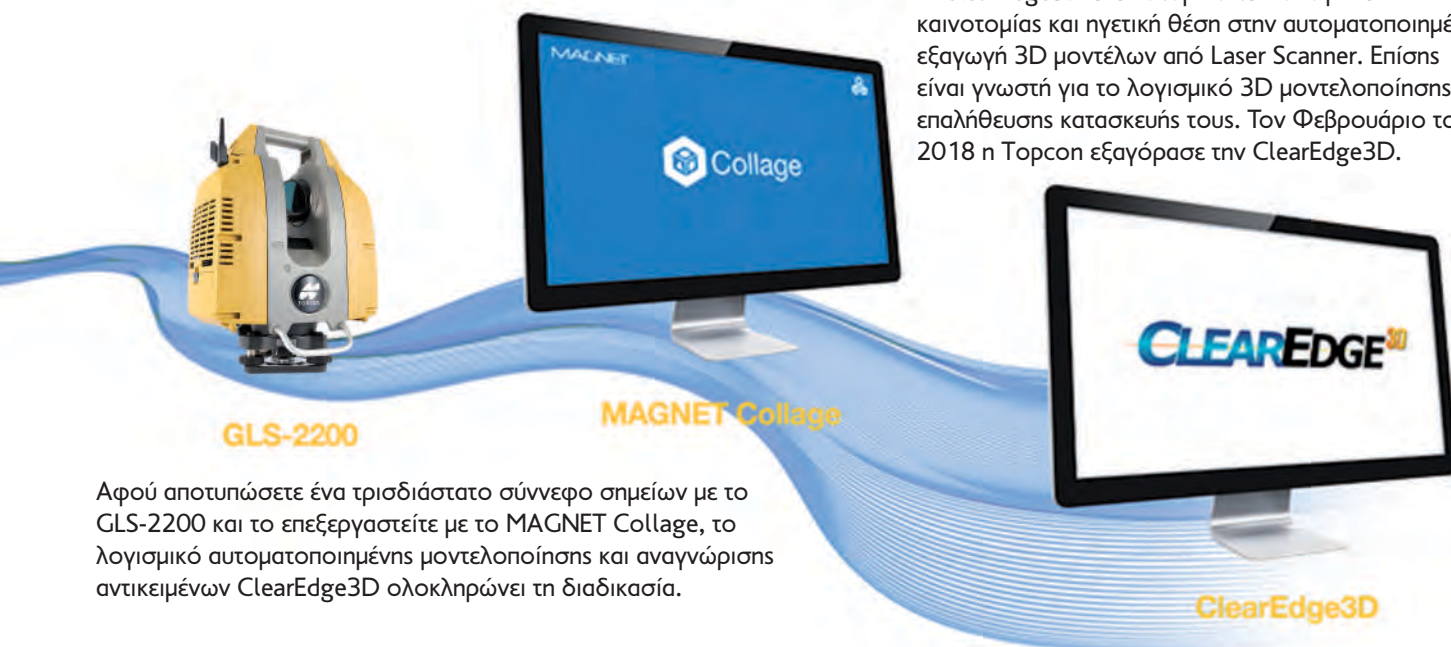 καινοτομίας και ηγετική θέση στην
εξαγωγή 3D μοντέλων από Laser Scanner. Επίσης
είναι γνωστή για το λογισμικό 3D μοντελοποίησης
επαλήθευσης κατασκευής τους. Τον Φεβρουάριο
2018 η Topcon εξαγόρασε την ClearEdge3D.
MAGNET
Collage
TOPCON
CLEAREDGE3D
GLS-2200
MAGNET Collage
Αφού αποτυπώσετε ένα τρισδιάστατο σύννεφο σημείων με το
GLS-2200 και το επεξεργαστείτε με το MAGNET Collage, το
λογισμικό αυτοματοποιημένης μοντελοποίησης και αναγνώρισης
αντικειμένων ClearEdge3D ολοκληρώνει τη διαδικασία.
ClearEdge3D